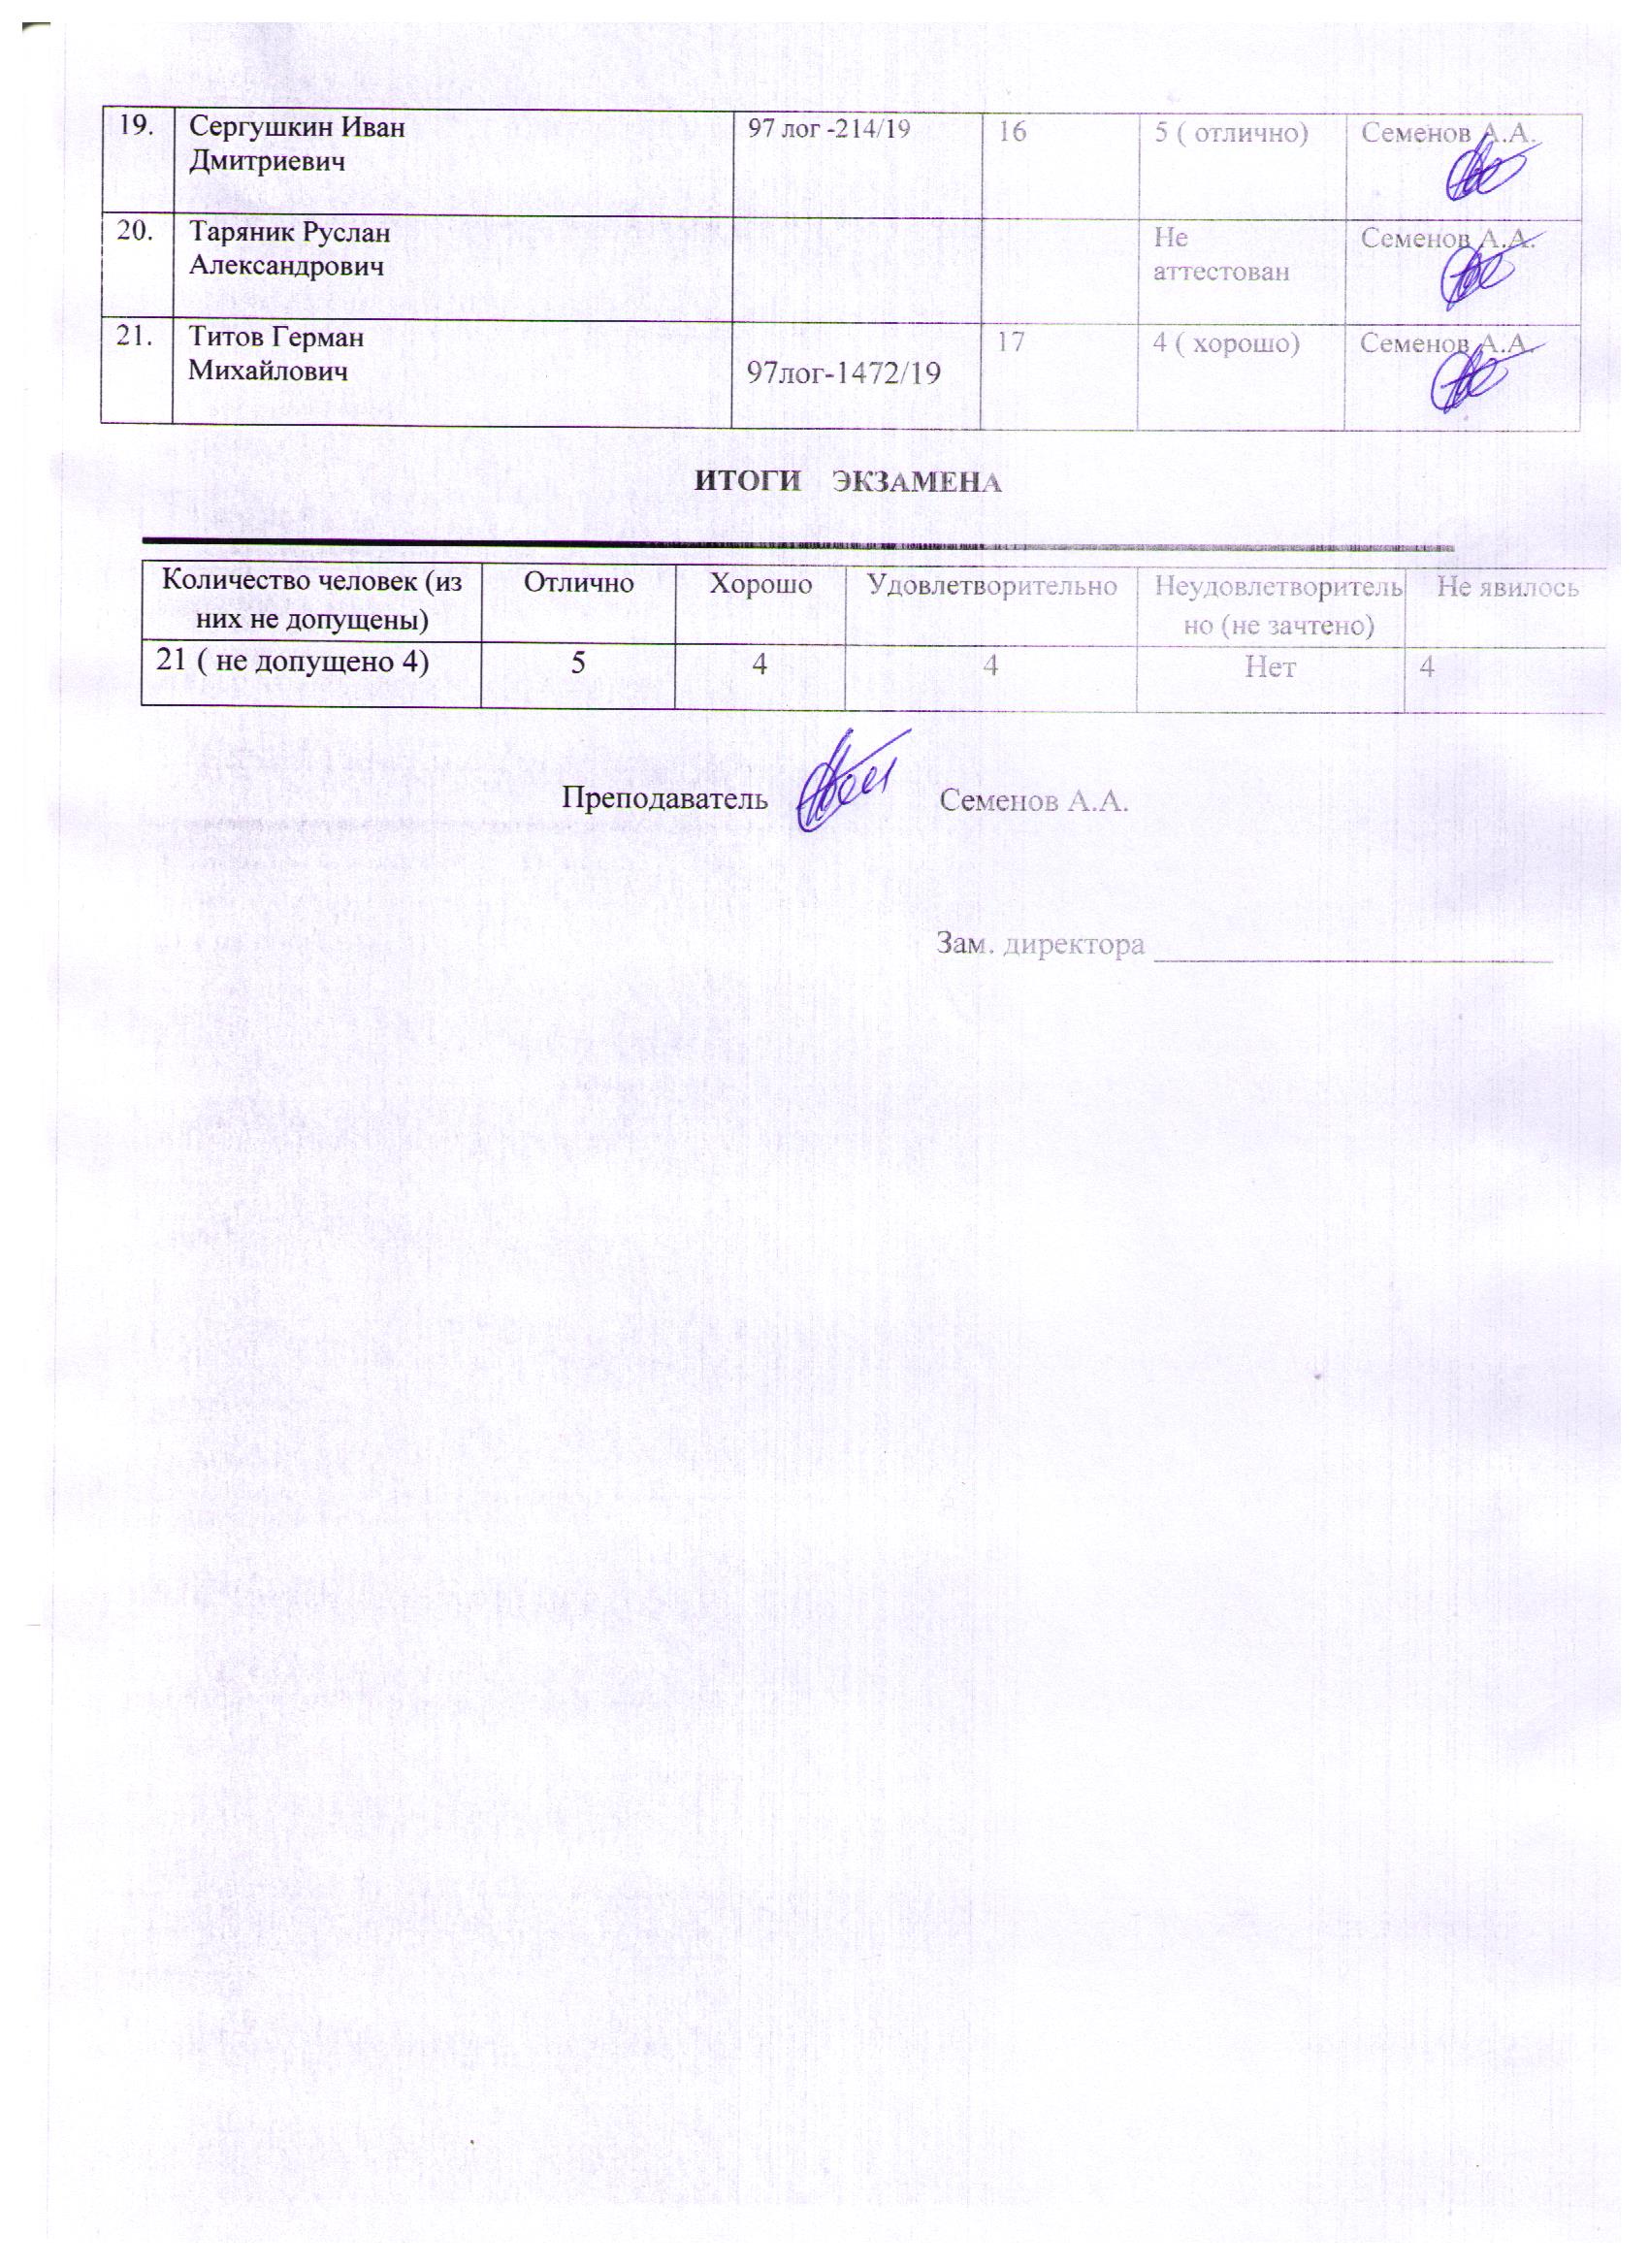 19. Сергушкин Иван 97 лог -214/19 16 5 ( отлично) Семенов А.А.
Дмитриевич
20. Таряник Руслан Не Семенов А.А.
Александрович аттестован
21. Титов Герман 17 4 ( хорошо) Семенов А.А.
Михайлович 97лог-1472/19
ИТОГИ ЭКЗАМЕНА
Количество человек (из Отлично Хорошо Удовлетворительно Неудовлетворитель Не явилось
них не допущены) но (не зачтено)
21 ( не допущено 4) 5 4 4 Нет 4
Преподаватель Семенов А.А.
Зам. директора